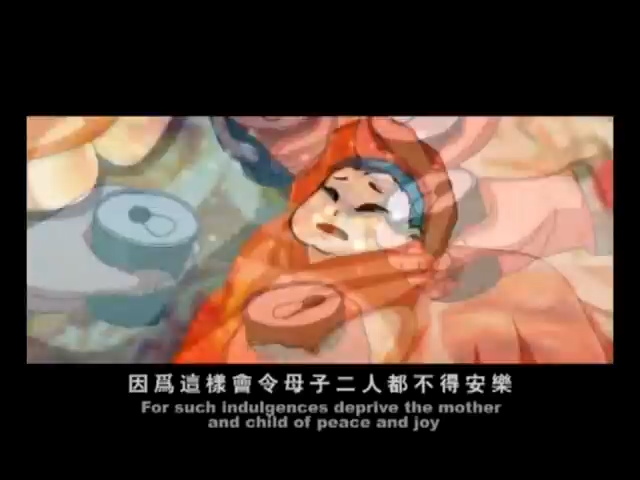 因爲這樣會令母子二人都不得安樂
For such indulgences deprive the mother
and child of peace and joy